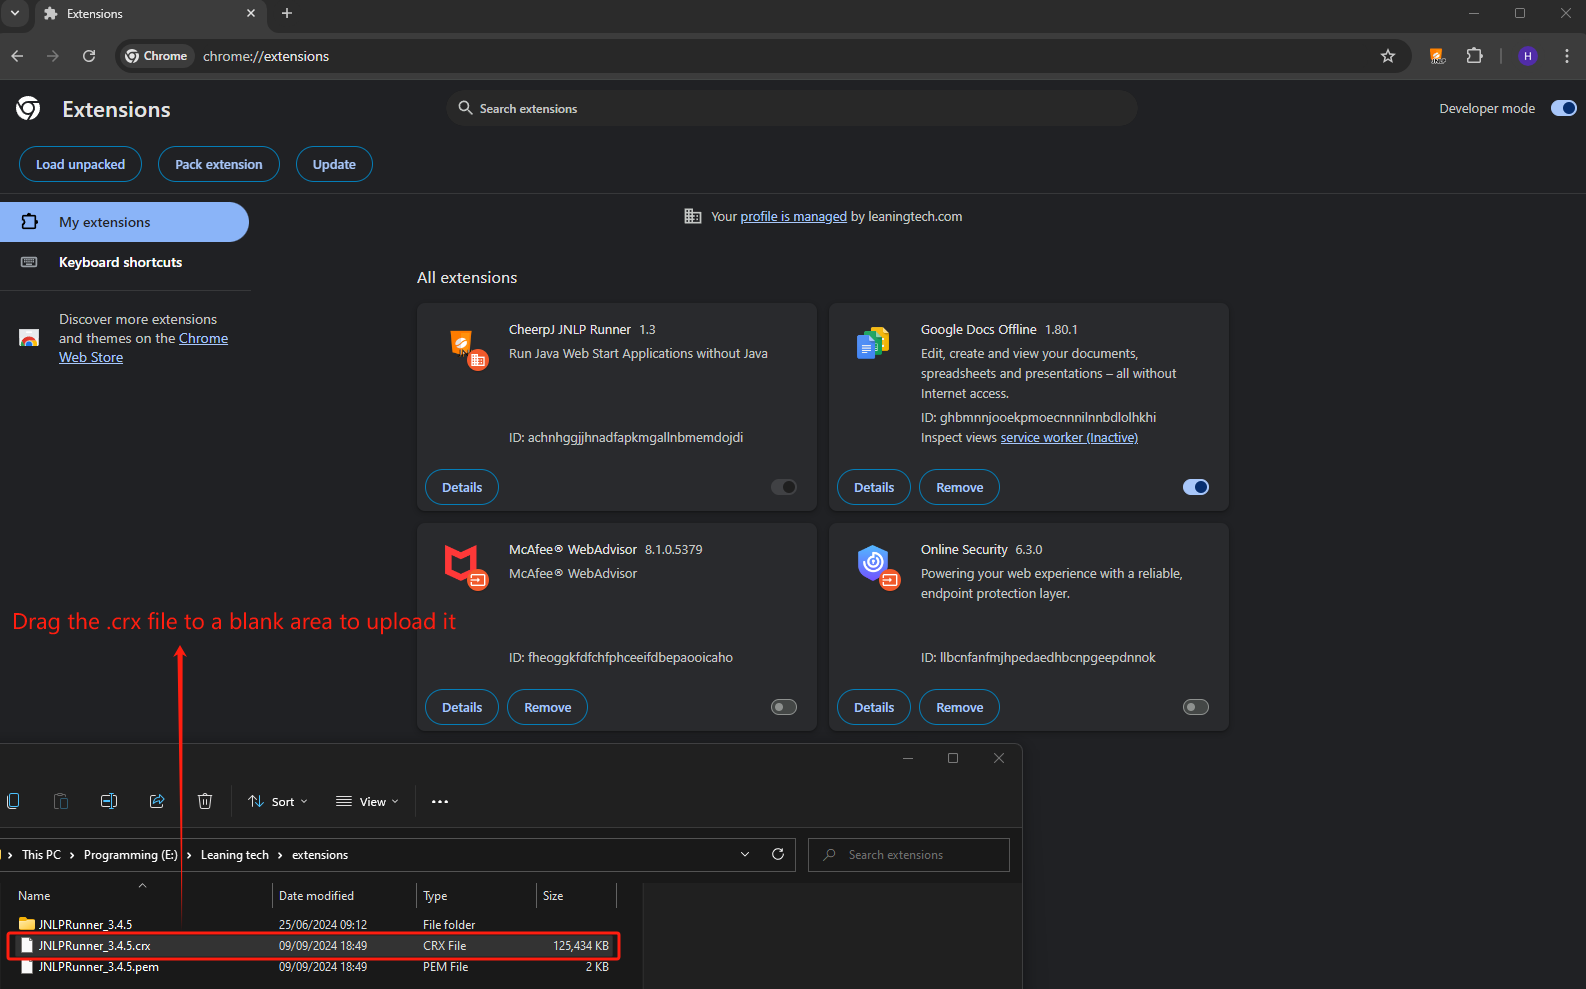 Extensions
Chrome chrome://extensions
JNLP
H
Extensions
Search extensions
Developer mode
Load unpacked
Pack extension
Update
My extensions
Keyboard shortcuts
Discover more extensions
and themes on the Chrome
Web Store
Your profile is managed by leaningtech.com
All extensions
CheerpJ JNLP Runner 1.3
Run Java Web Start Applications without Java
ID: achnhggjjhnadfapkmgallnbmemdojdi
Details
Google Docs Offline 1.80.1
Edit, create and view your documents,
spreadsheets and presentations – all without
Internet access.
ID: ghbmnnjooekpmoecnnnilnnbdlolhkhi
Inspect views service worker (Inactive)
Details
Remove
McAfee® WebAdvisor 8.1.0.5379
McAfee® WebAdvisor
ID: fheoggkfdfchfphceeifdbepaooicaho
Details
Remove
Online Security 6.3.0
Powering your web experience with a reliable,
endpoint protection layer.
ID: llbcnfanfmjhpedaedhbcnpgeepdnnok
Details
Remove
Drag the .crx file to a blank area to upload it
Sort
View
This PC > Programming (E:) > Leaning tech > extensions
Search extensions
Name Date modified Type Size
JNLPRunner_3.4.5 25/06/2024 09:12 File folder
JNLPRunner_3.4.5.crx 09/09/2024 18:49 CRX File 125,434 KB
JNLPRunner_3.4.5.pem 09/09/2024 18:49 PEM File 2 KB